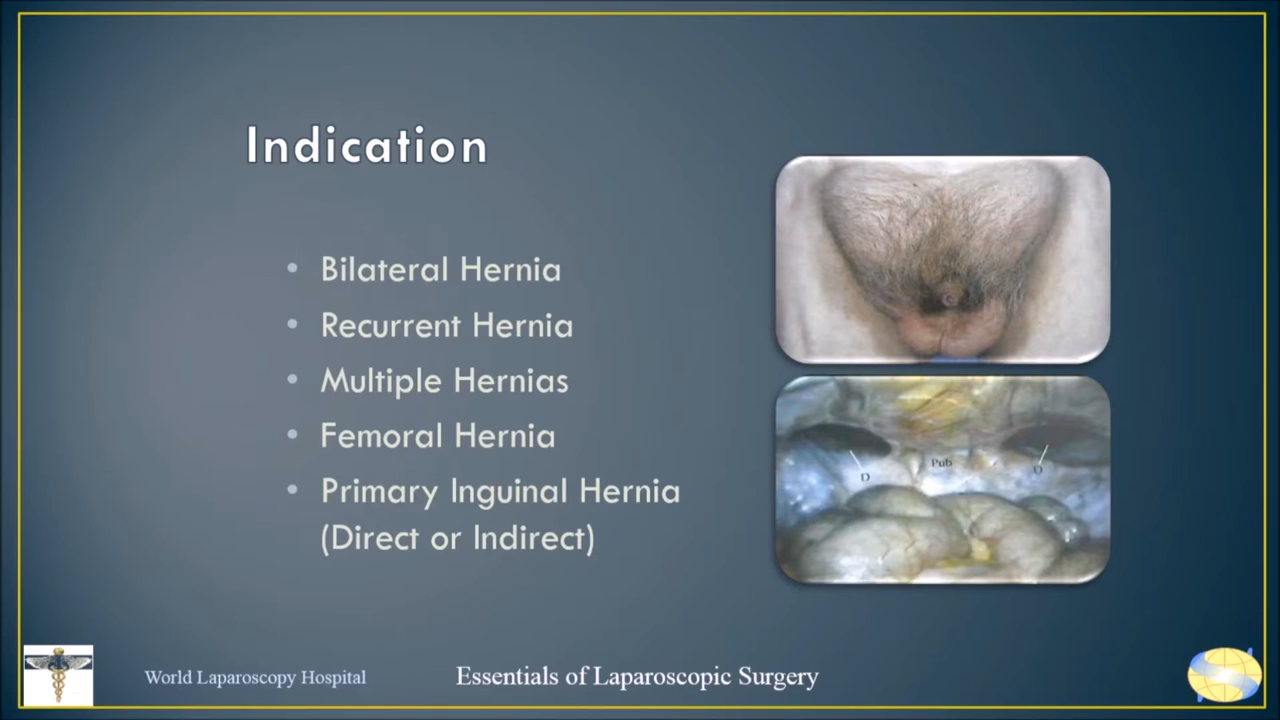 Indication
• Bilateral Hernia
• Recurrent Hernia
• Multiple Hernias
• Femoral Hernia
• Primary Inguinal Hernia
(Direct or Indirect)
Pub
D
World Laparoscopy Hospital
Essentials of Laparoscopic Surgery